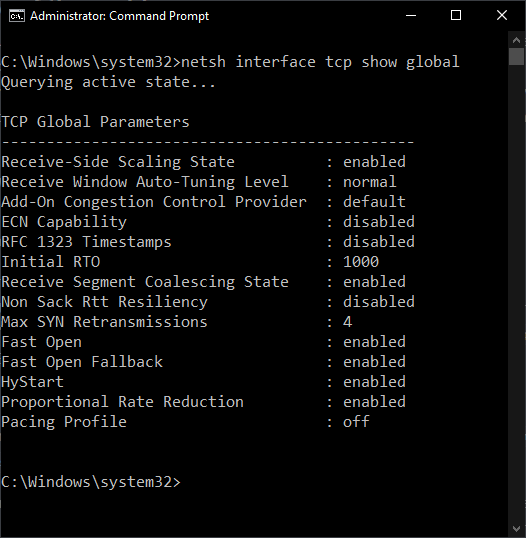 Administrator: Command Prompt
C:\Windows\system32>netsh interface tcp show global
Querying active state...
TCP Global Parameters
----------------------------------------------
Receive-Side Scaling State          : enabled
Receive Window Auto-Tuning Level    : normal
Add-On Congestion Control Provider  : default
ECN Capability                      : disabled
RFC 1323 Timestamps                 : disabled
Initial RTO                         : 1000
Receive Segment Coalescing State    : enabled
Non Sack Rtt Resiliency             : disabled
Max SYN Retransmissions             : 4
Fast Open                           : enabled
Fast Open Fallback                  : enabled
HyStart                             : enabled
Proportional Rate Reduction         : enabled
Pacing Profile                      : off
C:\Windows\system32>